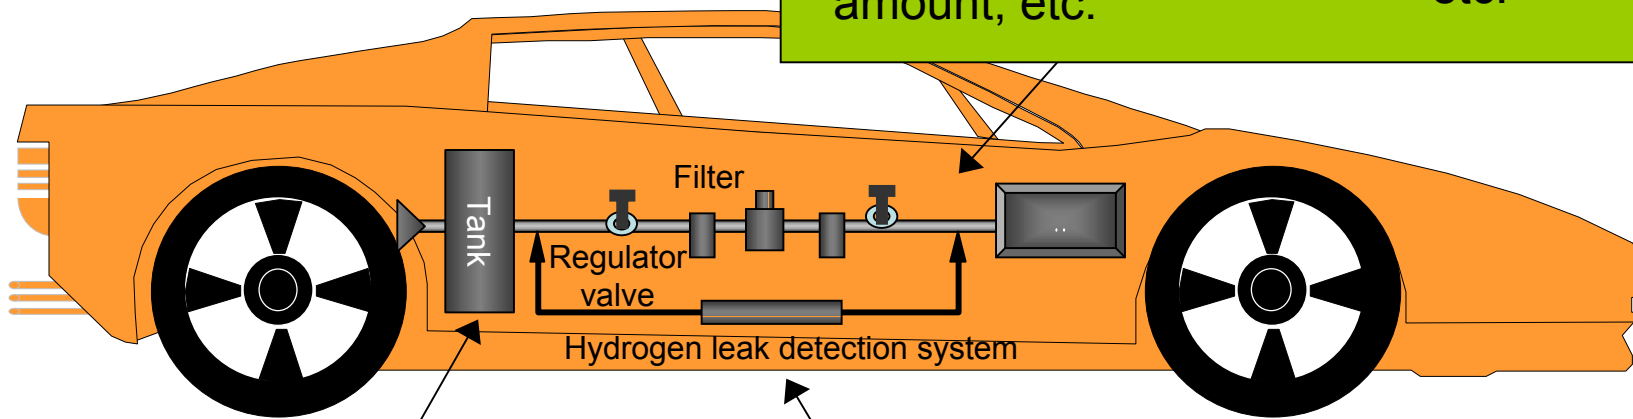 amount, etc.
Filter
Tank
Regulator
valve
Hydrogen leak detection system